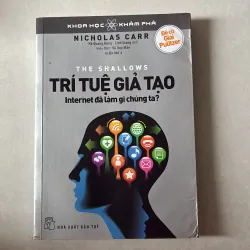 KHOA HỌC KHÁM PHÁ
NICHOLAS CARR
Đề cử
Giải
Pulitzer
THE SHALLOWS
TRÍ TUỆ GIẢ TẠO
Internet đã làm gì chúng ta?
NHÀ XUẤT BẢN TRẺ